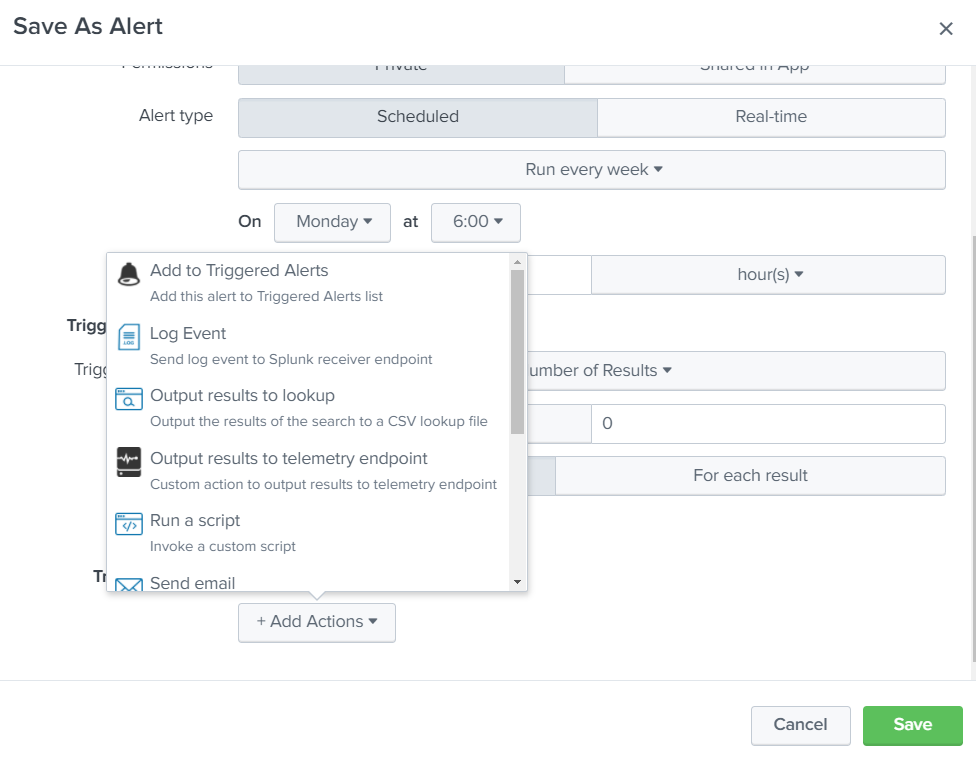 Save As Alert
Permissions Private Shared in App
Alert type Scheduled Real-time
Run every week
On Monday at 6:00
hour(s)
Add to Triggered Alerts
Add this alert to Triggered Alerts list
Log Event
LOG
Send log event to Splunk receiver endpoint
Trigg
Trigg umber of Results
Output results to lookup
Output the results of the search to a CSV lookup file
0
Output results to telemetry endpoint
Custom action to output results to telemetry endpoint
For each result
Run a script
Invoke a custom script
Send email
Tr
+ Add Actions
Cancel Save